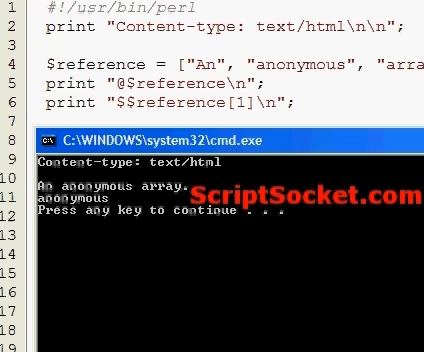 1 #!/usr/bin/perl
2 print "Content-type: text/html\n\n";
3
4 $reference = ["An", "anonymous", "arra
5 print "@$reference\n";
6 print "$$reference[1]\n";
7
8 C:\WINDOWS\system32\cmd.exe
9 Content-type: text/html
10
An anonymous array.
11 anonymous
ScriptSocket.com
12 Press any key to contique . . .
13
14
15
16
17
18
19